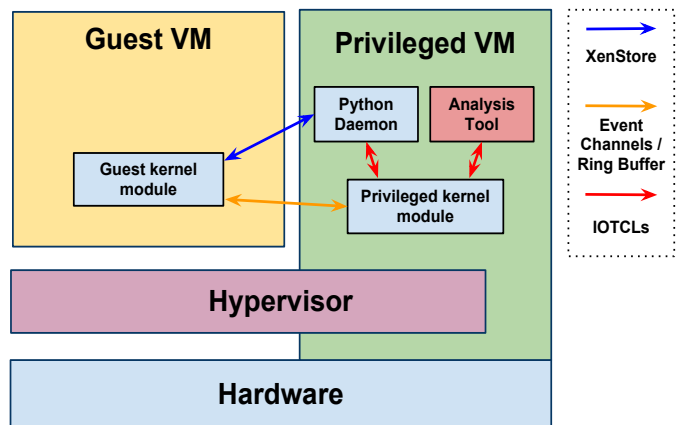 Guest VM
Privileged VM
Python
Daemon
Analysis
Tool
Guest kernel
module
Privileged kernel
module
Hypervisor
Hardware
XenStore
Event
Channels /
Ring Buffer
IOTCLs